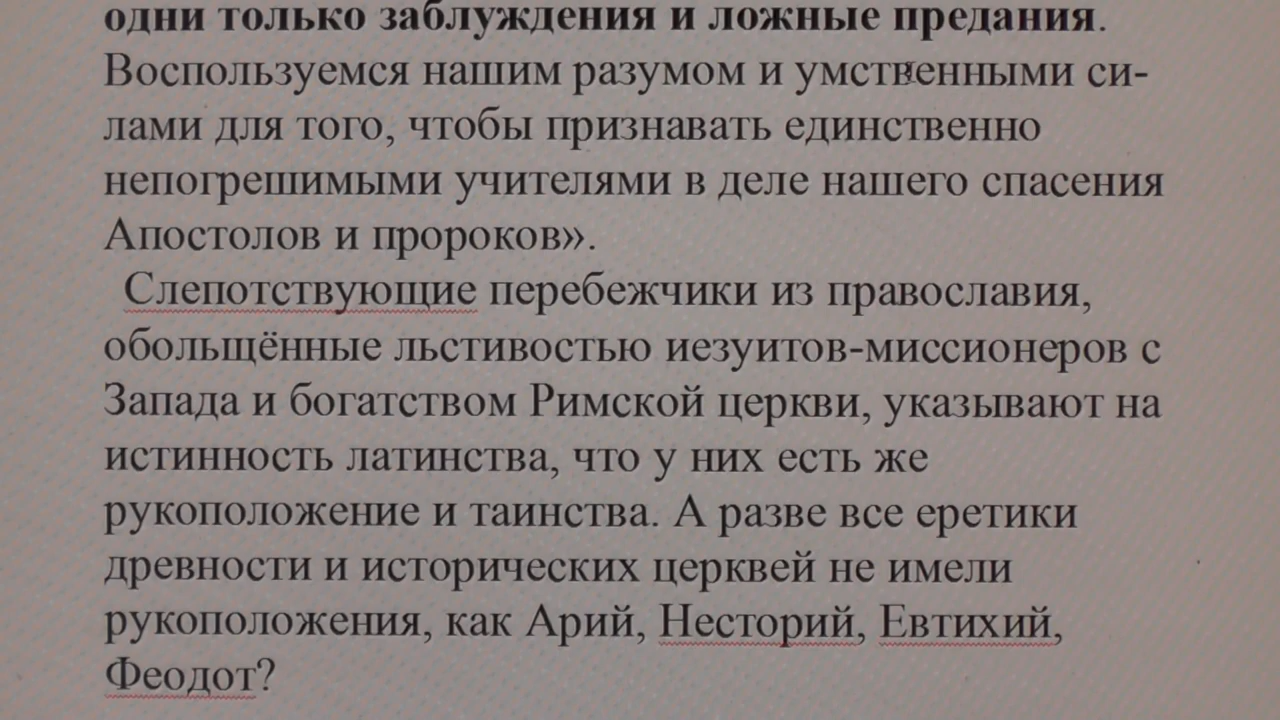 одни только заблуждения и ложные предания.
Воспользуемся нашим разумом и умственными си-
лами для того, чтобы признавать единственно
непогрешимыми учителями в деле нашего спасения
Апостолов и пророков».
Слепотствующие перебежчики из православия,
обольщённые льстивостью иезуитов-миссионеров с
Запада и богатством Римской церкви, указывают на
истинность латинства, что у них есть же
рукоположение и таинства. А разве все еретики
древности и исторических церквей не имели
рукоположения, как Арий, Несторий, Евтихий,
Феодот?